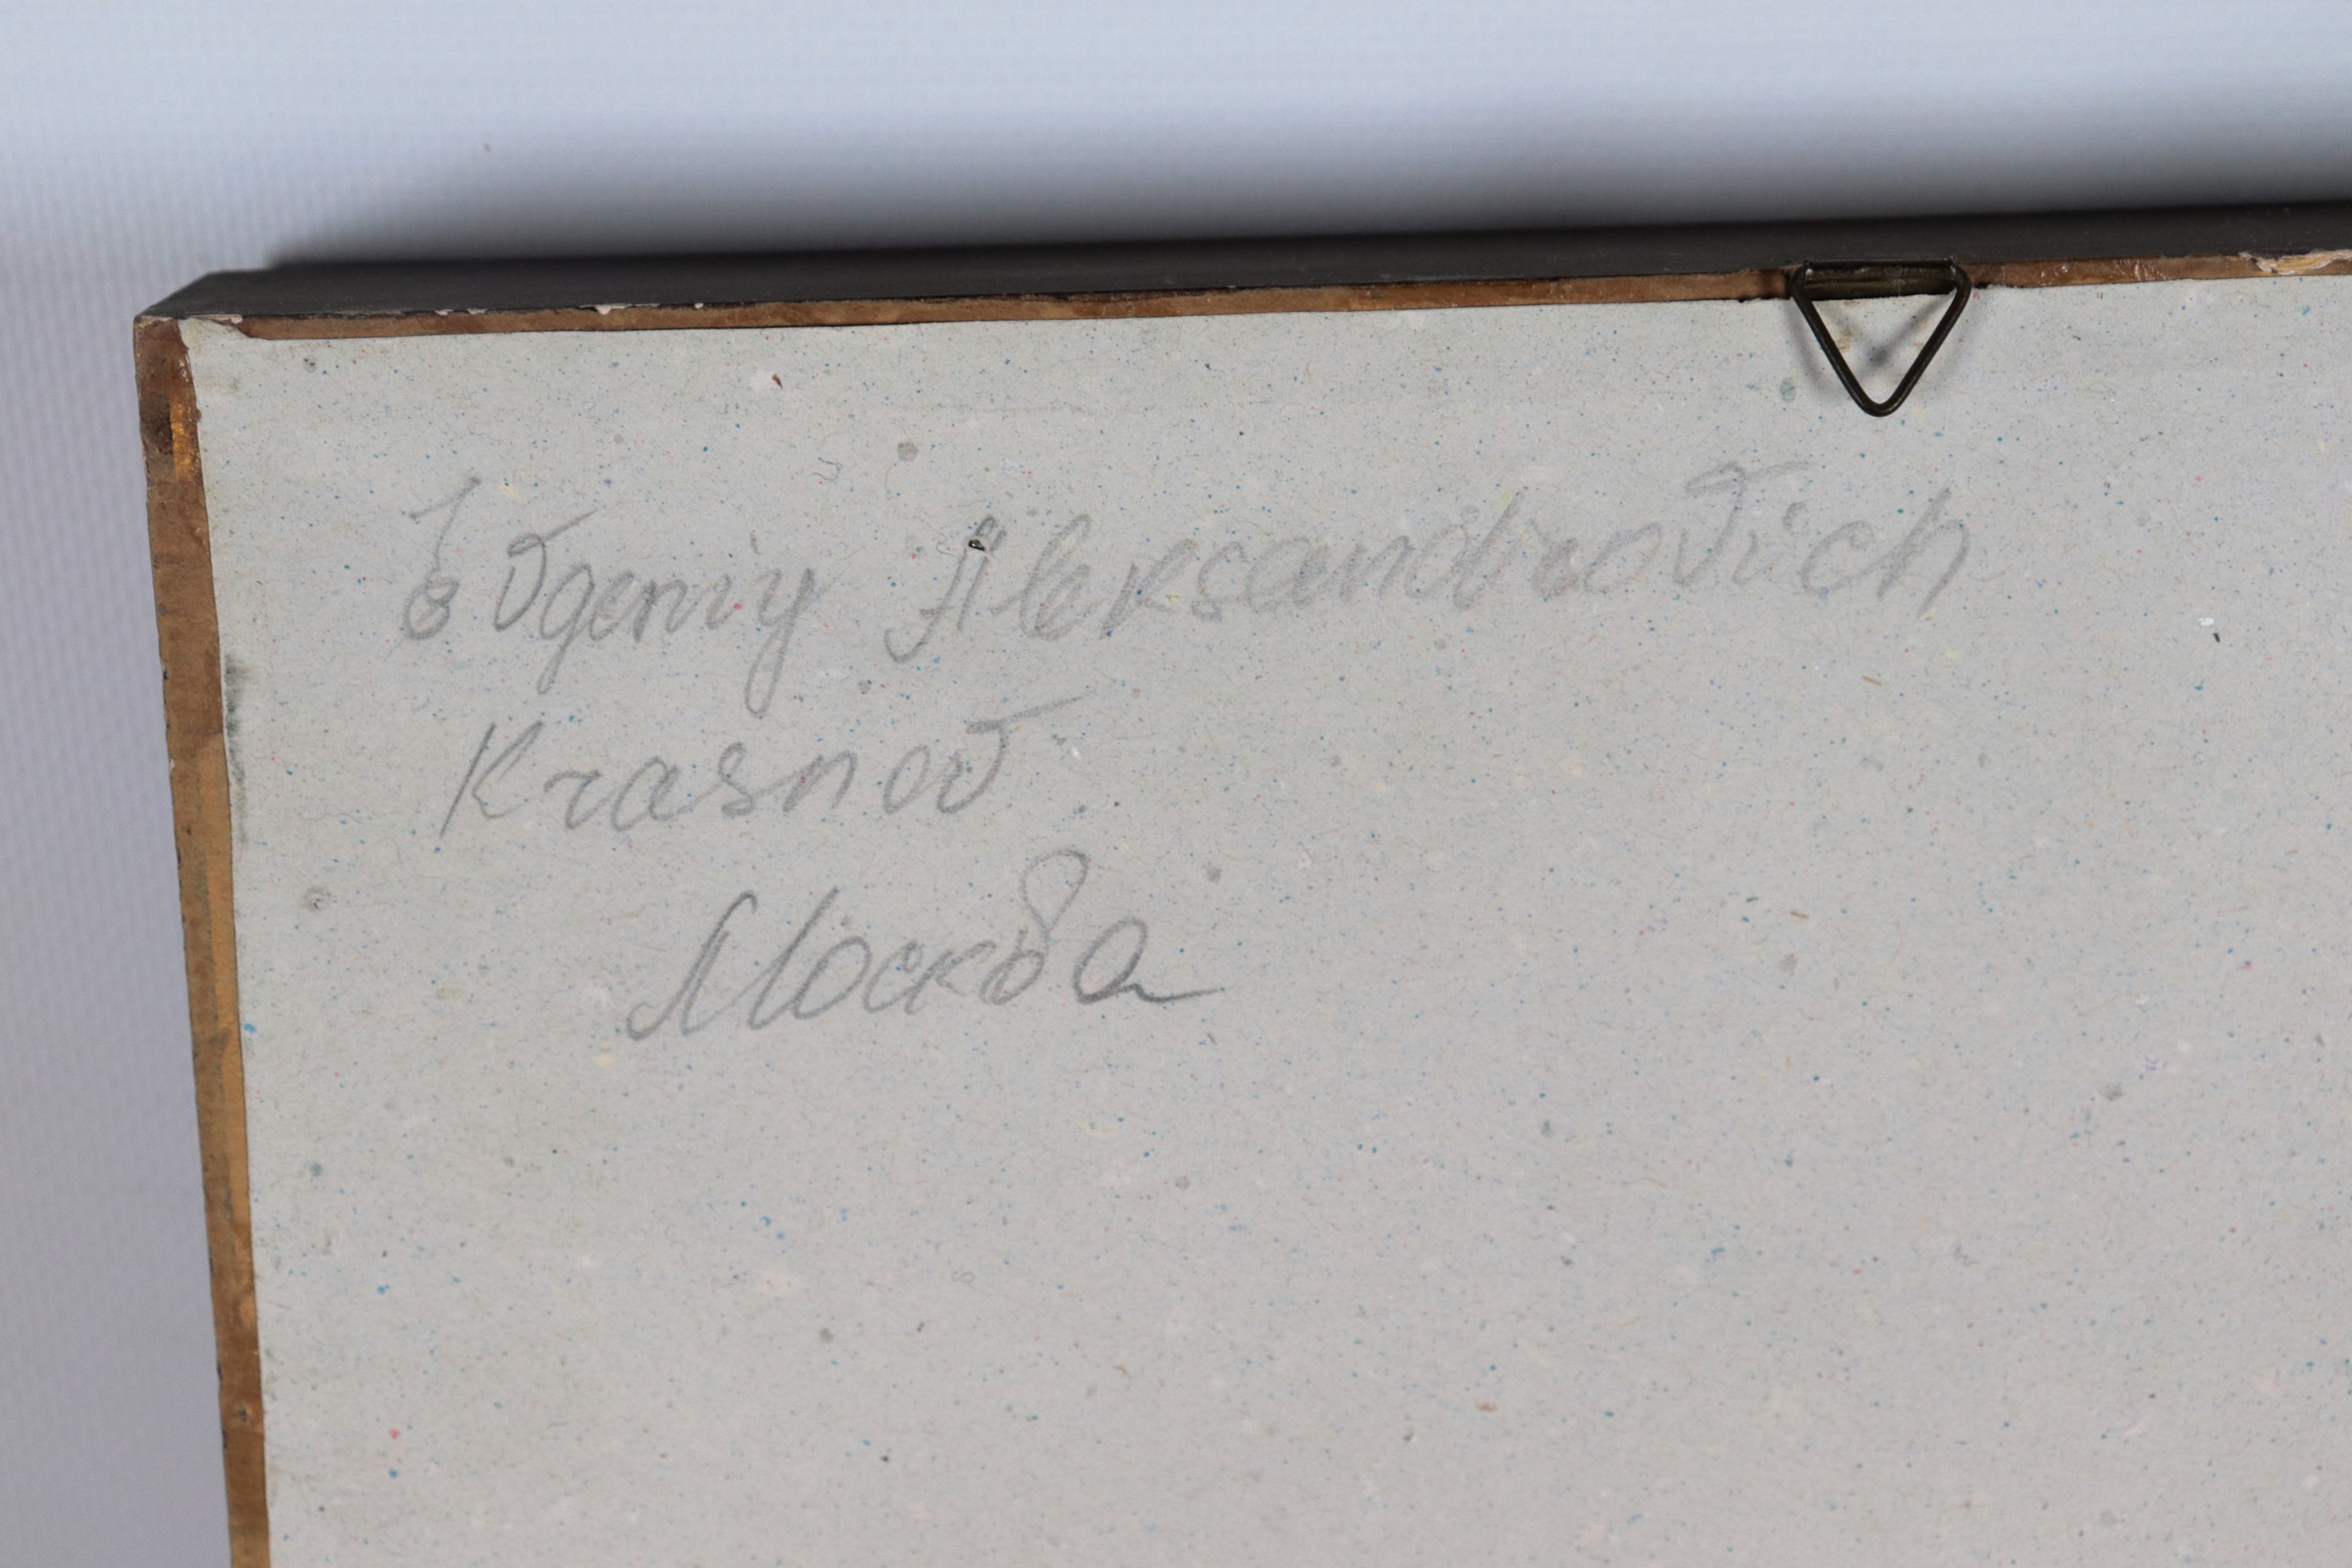 Evgeniy Aleksandrovich
Krasnov
Москва